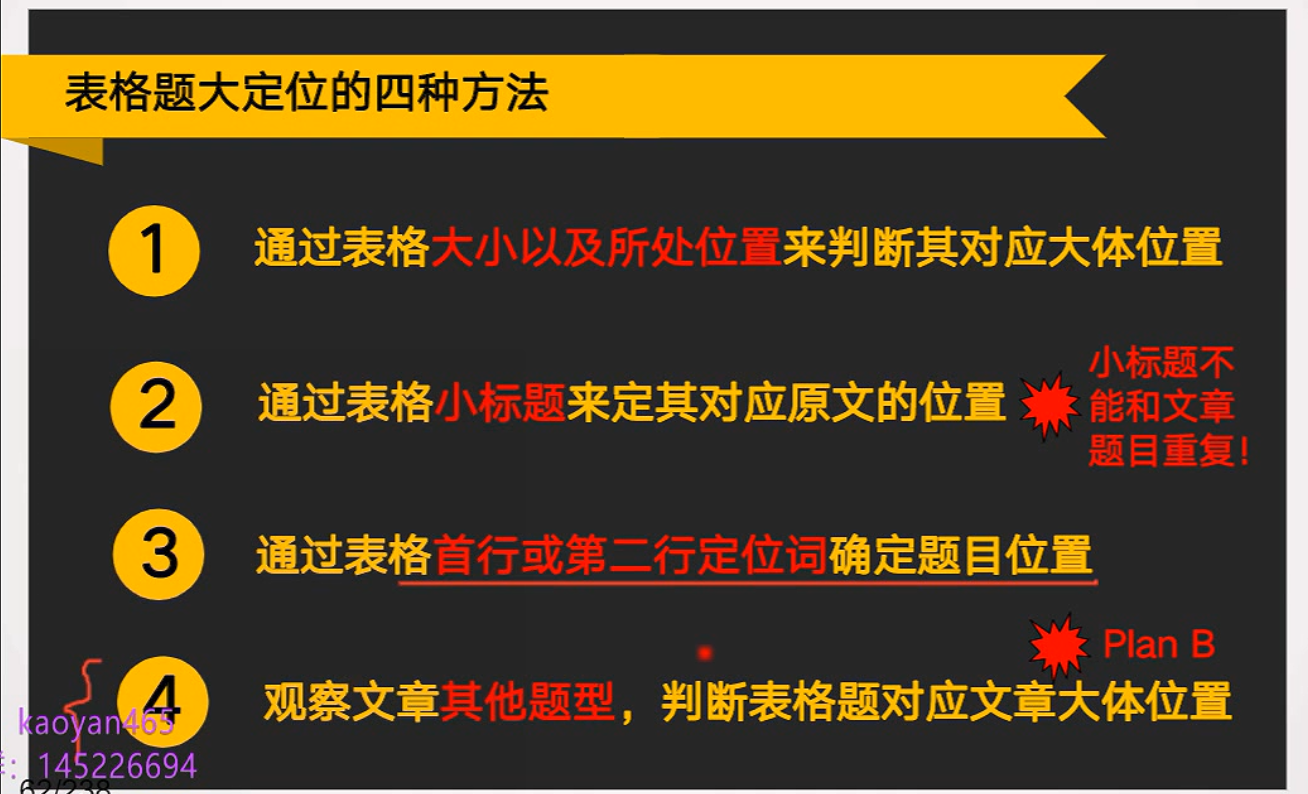 表格题大定位的四种方法
1 通过表格大小以及所处位置来判断其对应大体位置
2 通过表格小标题来定其对应原文的位置
小标题不
能和文章
题目重复！
3 通过表格首行或第二行定位词确定题目位置
Plan B
4 观察文章其他题型，判断表格题对应文章大体位置
kaoyan465
：145226694
62/238